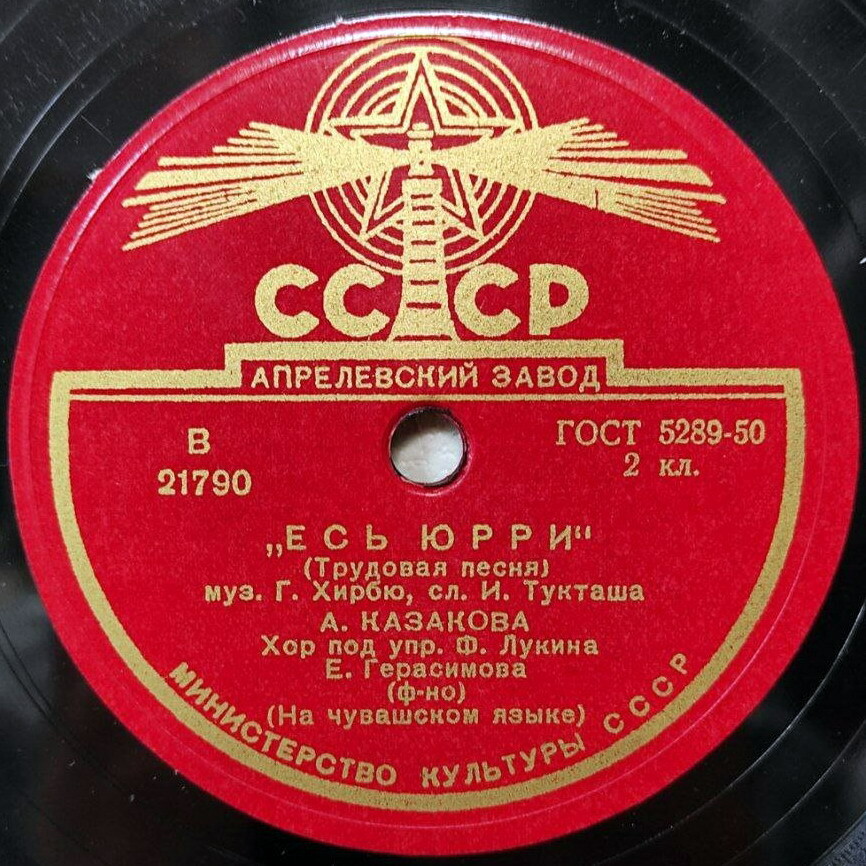 СССР
АПРЕЛЕВСКИЙ ЗАВОД
В
21790
ГОСТ 5289-50
2 кл.
„ЕСЬ ЮРРИ“
(Трудовая песня)
муз. Г. Хирбю, сл. И. Тукташа
А. КАЗАКОВА
Хор под упр. Ф. Лукина
Е. Герасимова
(ф-но)
(На чувашском языке)
МИНИСТЕРСТВО КУЛЬТУРЫ СССР